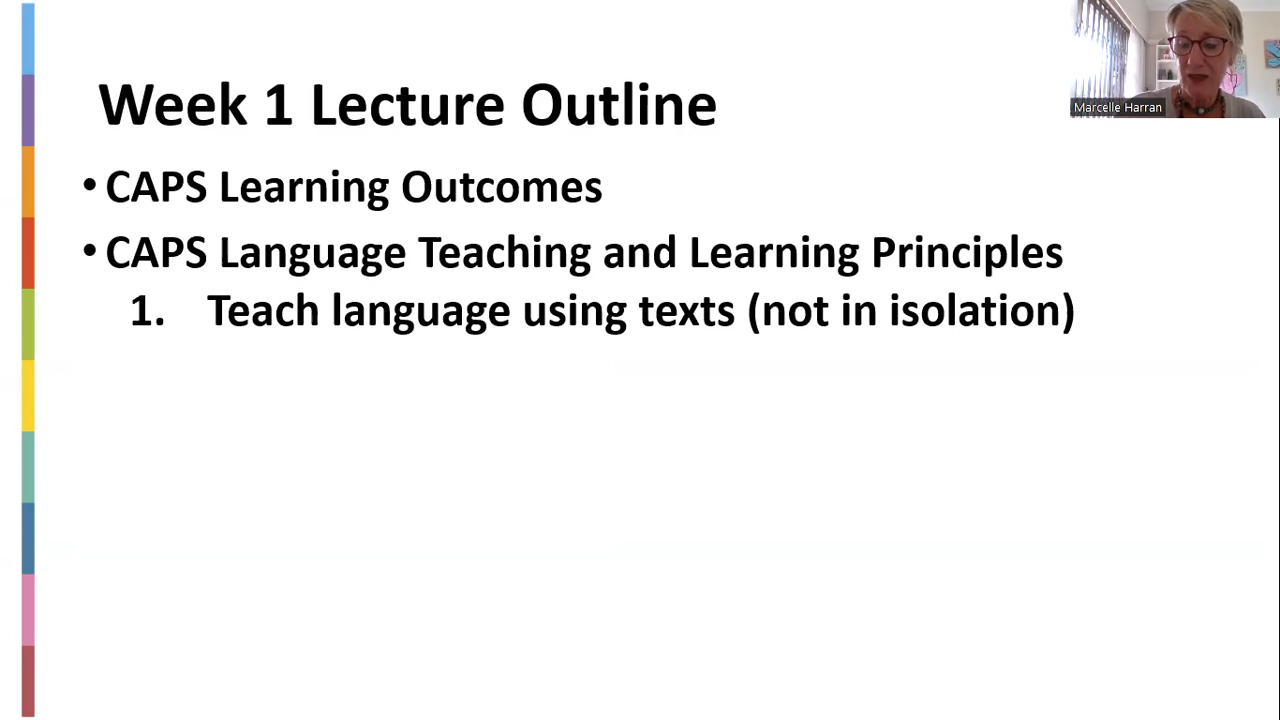 Week 1 Lecture Outline
Marcelle Harran
• CAPS Learning Outcomes
• CAPS Language Teaching and Learning Principles
1. Teach language using texts (not in isolation)